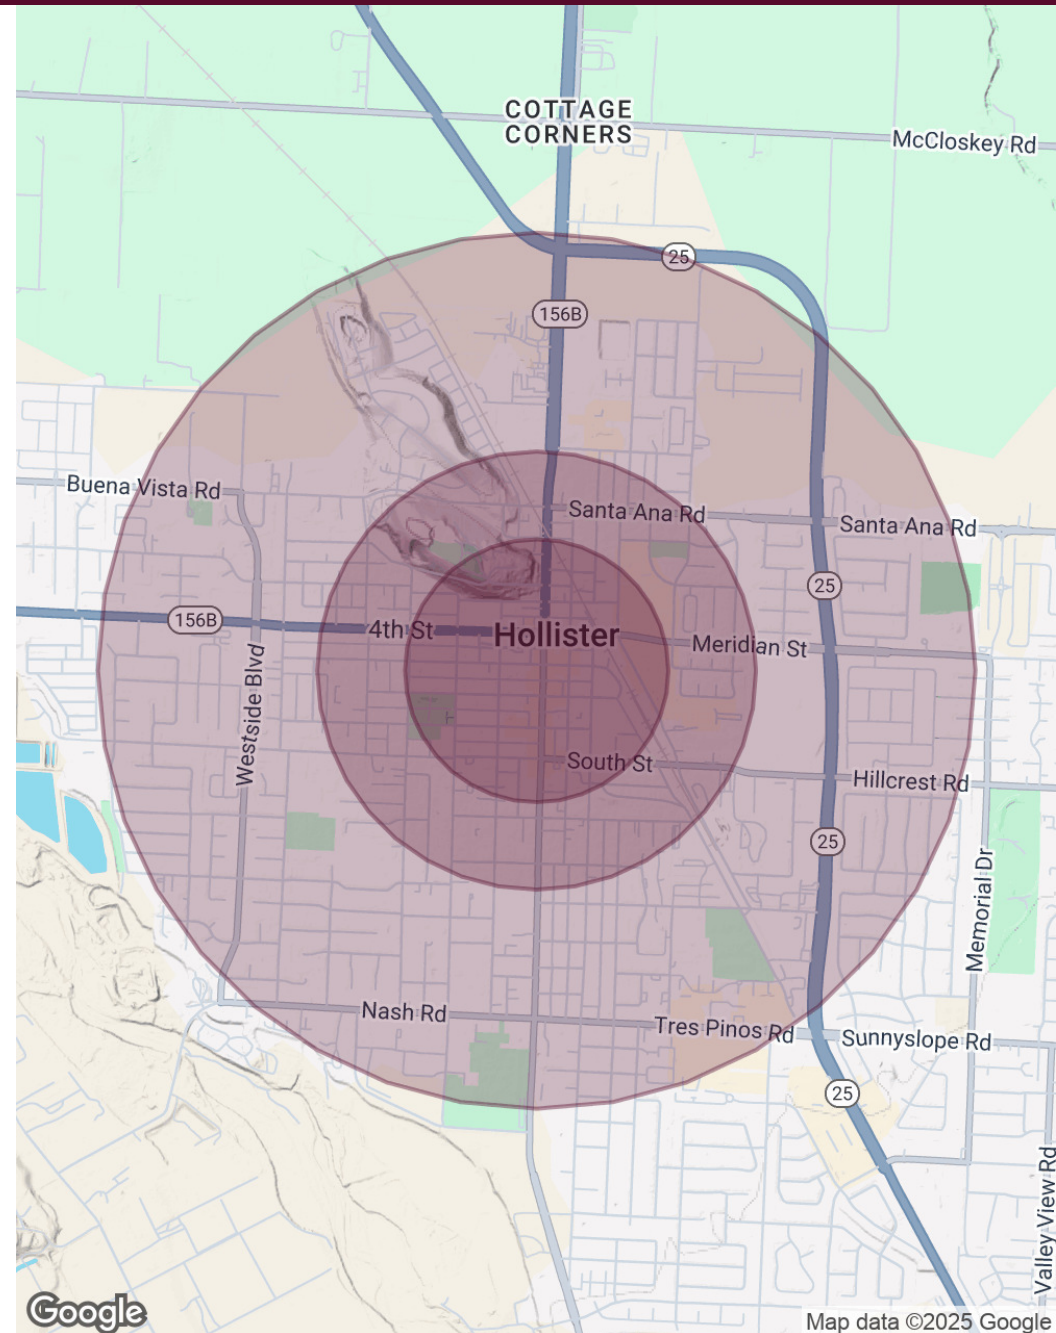 COTTAGE
CORNERS
McCloskey Rd
25
156B
Buena Vista Rd
Santa Ana Rd
Santa Ana Rd
25
156B
4th St
Hollister
Meridian St
Westside Blvd
South St
Hillcrest Rd
25
Memorial Dr
Nash Rd
Tres Pinos Rd
Sunnyslope Rd
25
Valley View Rd
Google
Map data ©2025 Google